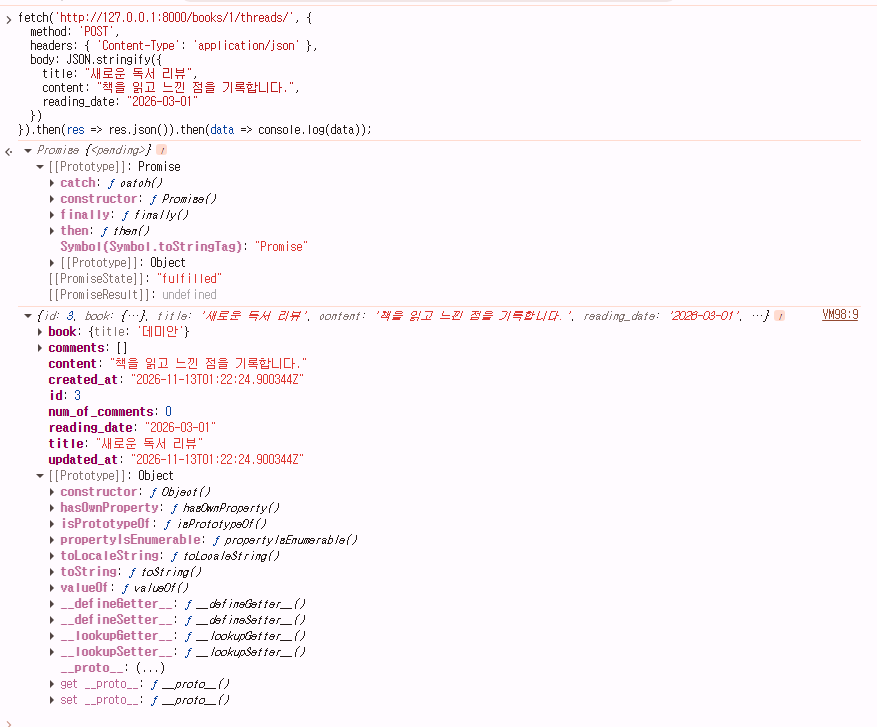 fetch('http://127.0.0.1:8000/books/1/threads/', {
method: 'POST',
headers: { 'Content-Type': 'application/json' },
body: JSON.stringify({
title: "새로운 독서 리뷰",
content: "책을 읽고 느낀 점을 기록합니다.",
reading_date: "2026-03-01"
})
}).then(res => res.json()).then(data => console.log(data));
Promise {<pending>} i
[[Prototype]]: Promise
catch: ƒ catch()
constructor: ƒ Promise()
finally: ƒ finally()
then: ƒ then()
Symbol(Symbol.toStringTag): "Promise"
[[Prototype]]: Object
[[PromiseState]]: "fulfilled"
[[PromiseResult]]: undefined
{id: 3, book: {…}, title: '새로운 독서 리뷰', content: '책을 읽고 느낀 점을 기록합니다.', reading_date: '2026-03-01', …} i VM98:9
book: {title: '데미안'}
comments: []
content: "책을 읽고 느낀 점을 기록합니다."
created_at: "2026-11-13T01:22:24.900344Z"
id: 3
num_of_comments: 0
reading_date: "2026-03-01"
title: "새로운 독서 리뷰"
updated_at: "2026-11-13T01:22:24.900344Z"
[[Prototype]]: Object
constructor: ƒ Object()
hasOwnProperty: ƒ hasOwnProperty()
isPrototypeOf: ƒ isPrototypeOf()
propertyIsEnumerable: ƒ propertyIsEnumerable()
toLocaleString: ƒ toLocaleString()
toString: ƒ toString()
valueOf: ƒ valueOf()
__defineGetter__: ƒ __defineGetter__()
__defineSetter__: ƒ __defineSetter__()
__lookupGetter__: ƒ __lookupGetter__()
__lookupSetter__: ƒ __lookupSetter__()
__proto__: (...)
get __proto__: ƒ __proto__()
set __proto__: ƒ __proto__()